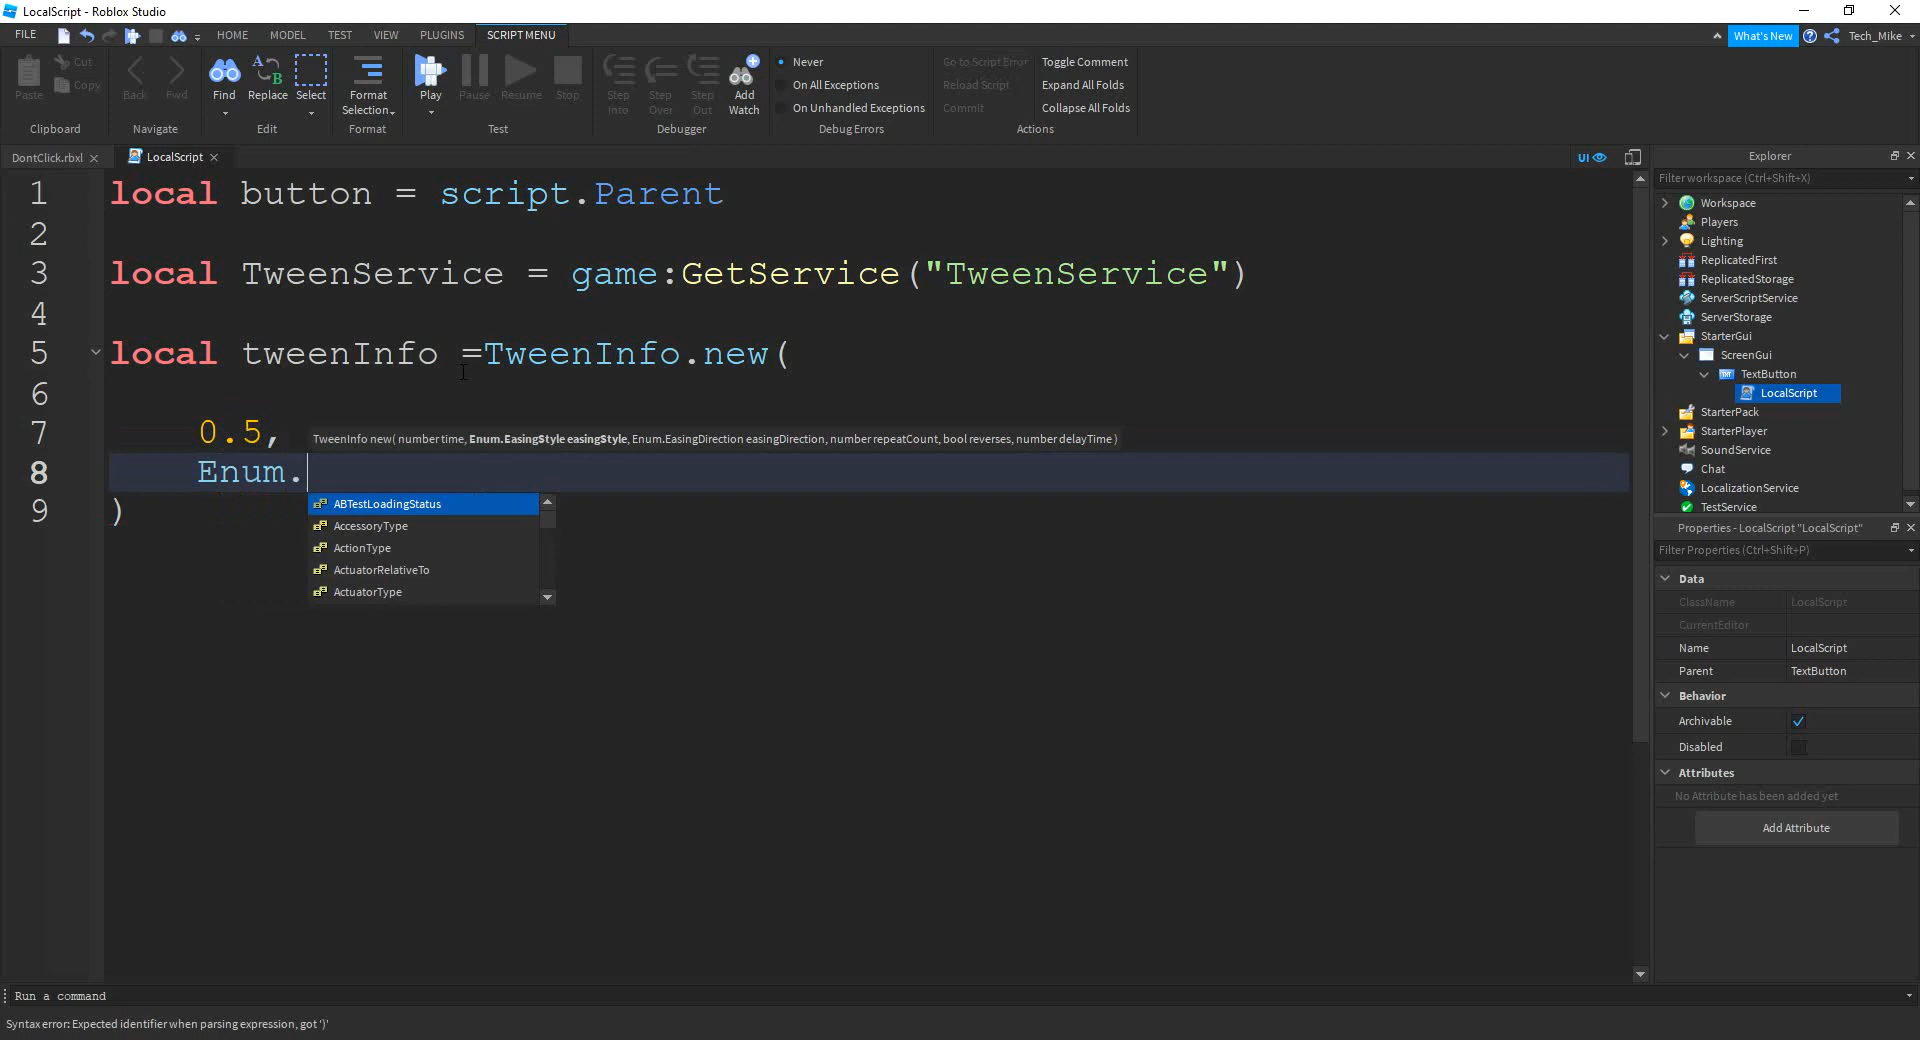 LocalScript - Roblox Studio
FILE HOME MODEL TEST VIEW PLUGINS SCRIPT MENU What's New Tech_Mike
Paste Cut Copy
Clipboard
Back Fwd
Navigate
Find Replace Select
Edit
Format Selection
Format
Play Pause Resume Stop
Test
Step Into Step Over Step Out Add Watch
Debugger
Never
On All Exceptions
On Unhandled Exceptions
Debug Errors
Go to Script Error
Reload Script
Commit
Toggle Comment
Expand All Folds
Collapse All Folds
Actions
DontClick.rbxl LocalScript UI
1 local button = script.Parent
2
3 local TweenService = game:GetService("TweenService")
4
5 local tweenInfo =TweenInfo.new(
6
7 0.5,
TweenInfo new( number time, Enum.EasingStyle easingStyle, Enum.EasingDirection easingDirection, number repeatCount, bool reverses, number delayTime )
8 Enum.
9 )
ABTestLoadingStatus
AccessoryType
ActionType
ActuatorRelativeTo
ActuatorType
Explorer
Filter workspace (Ctrl+Shift+X)
Workspace
Players
Lighting
ReplicatedFirst
ReplicatedStorage
ServerScriptService
ServerStorage
StarterGui
ScreenGui
TextButton
LocalScript
StarterPack
StarterPlayer
SoundService
Chat
LocalizationService
TestService
Properties - LocalScript "LocalScript"
Filter Properties (Ctrl+Shift+P)
Data
ClassName LocalScript
CurrentEditor
Name LocalScript
Parent TextButton
Behavior
Archivable
Disabled
Attributes
No Attribute has been added yet
Add Attribute
Run a command
Syntax error: Expected identifier when parsing expression, got ')'